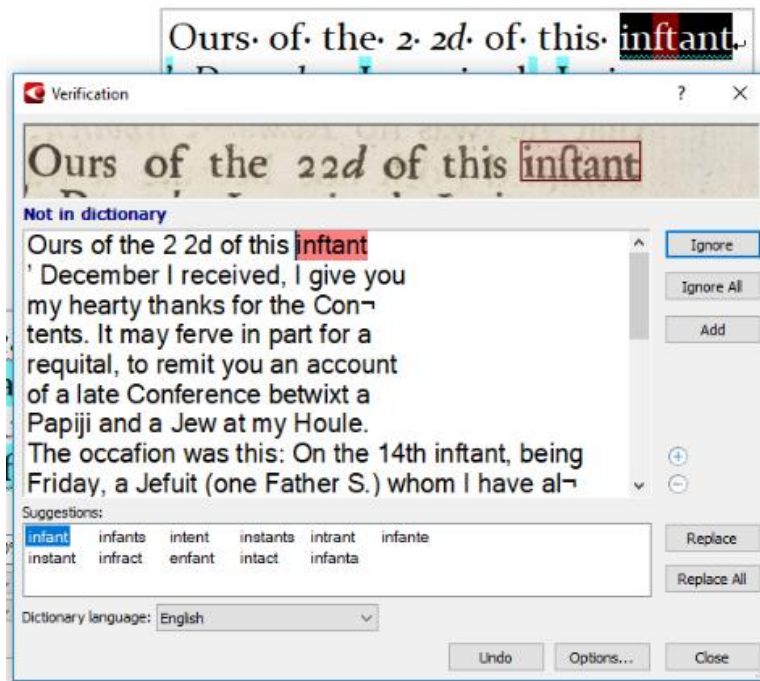 Ours· of· the· 2· 2d· of· this· inftant
Verification
Ours of the 22d of this inſtant
Not in dictionary
Ours of the 2 2d of this inftant
’ December I received, I give you
my hearty thanks for the Con¬
tents. It may ferve in part for a
requital, to remit you an account
of a late Conference betwixt a
Papiji and a Jew at my Houle.
The occafion was this: On the 14th inftant, being
Friday, a Jefuit (one Father S.) whom I have al¬
Ignore
Ignore All
Add
Suggestions:
infant infants intent instants intrant infante
instant infract enfant intact infanta
Replace
Replace All
Dictionary language: English
Undo Options... Close